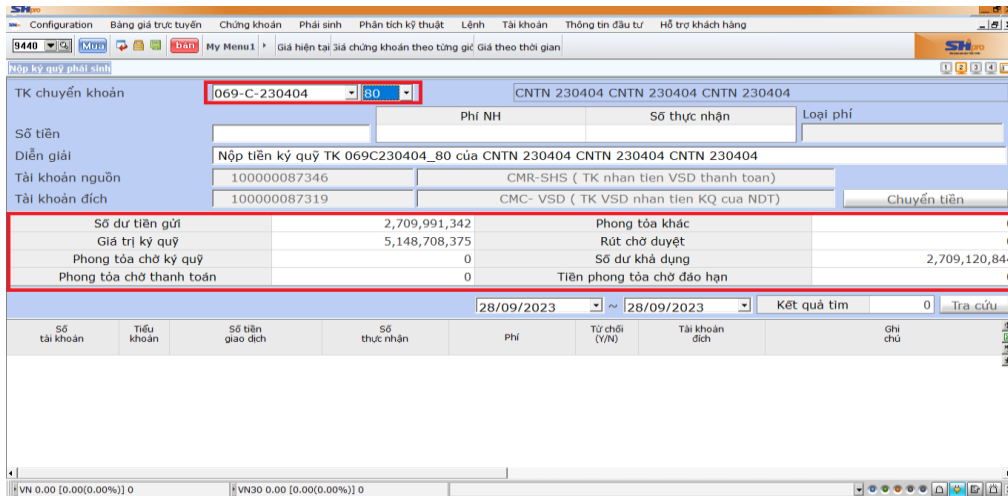 SHpro
Configuration Bảng giá trực tuyến Chứng khoán Phái sinh Phân tích kỹ thuật Lệnh Tài khoản Thông tin đầu tư Hỗ trợ khách hàng
9440 Mua bán My Menu1 Giá hiện tại Giá chứng khoán theo từng giờ Giá theo thời gian SHpro
Nộp ký quỹ phái sinh 1 2 3 4
TK chuyển khoản 069-C-230404 80 CNTN 230404 CNTN 230404 CNTN 230404
Phí NH Số thực nhận Loại phí
Số tiền
Diễn giải Nộp tiền ký quỹ TK 069C230404_80 của CNTN 230404 CNTN 230404 CNTN 230404
Tài khoản nguồn 100000087346 CMR-SHS ( TK nhan tien VSD thanh toan)
Tài khoản đích 100000087319 CMC- VSD ( TK VSD nhan tien KQ cua NDT) Chuyển tiền
Số dư tiền gửi 2,709,991,342 Phong tỏa khác
Giá trị ký quỹ 5,148,708,375 Rút chờ duyệt
Phong tỏa chờ ký quỹ 0 Số dư khả dụng 2,709,120,84
Phong tỏa chờ thanh toán 0 Tiền phong tỏa chờ đáo hạn
28/09/2023 ~ 28/09/2023 Kết quả tìm 0 Tra cứu
Số tài khoản Tiểu khoản Số tiền giao dịch Số thực nhận Phí Từ chối (Y/N) Tài khoản đích Ghi chú
VN 0.00 [0.00(0.00%)] 0 VN30 0.00 [0.00(0.00%)] 0